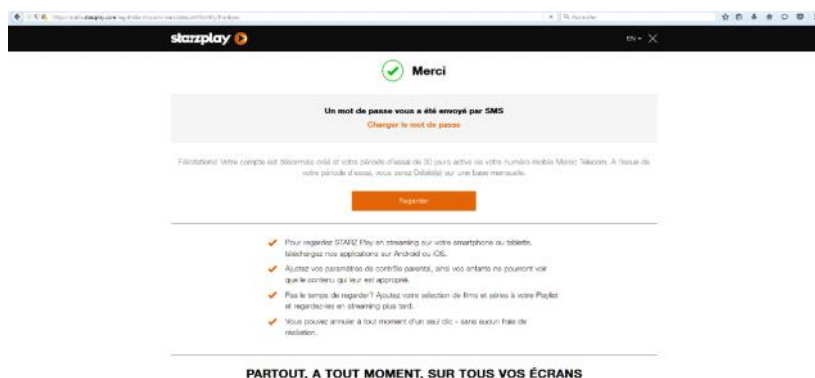 starzplay
EN
Merci
Un mot de passe vous a été envoyé par SMS
Changer le mot de passe
Félicitations! Votre compte est désormais créé et votre période d'essai de 30 jours active via votre numéro mobile Maroc Telecom. A l'issue de
votre période d'essai, vous serez Débité(e) sur une base mensuelle.
Regarder
Pour regardez STARZ Play en streaming sur votre smartphone ou tablette,
téléchargez nos applications sur Android ou iOS.
Ajustez vos paramètres de contrôle parental, ainsi vos enfants ne pourront voir
que le contenu qui leur est approprié.
Pas le temps de regarder? Ajoutez votre sélection de films et séries à votre Playlist
et regardez-les en streaming plus tard.
Vous pouvez annuler à tout moment d'un seul clic - sans aucun frais de
résiliation.
PARTOUT, A TOUT MOMENT, SUR TOUS VOS ÉCRANS